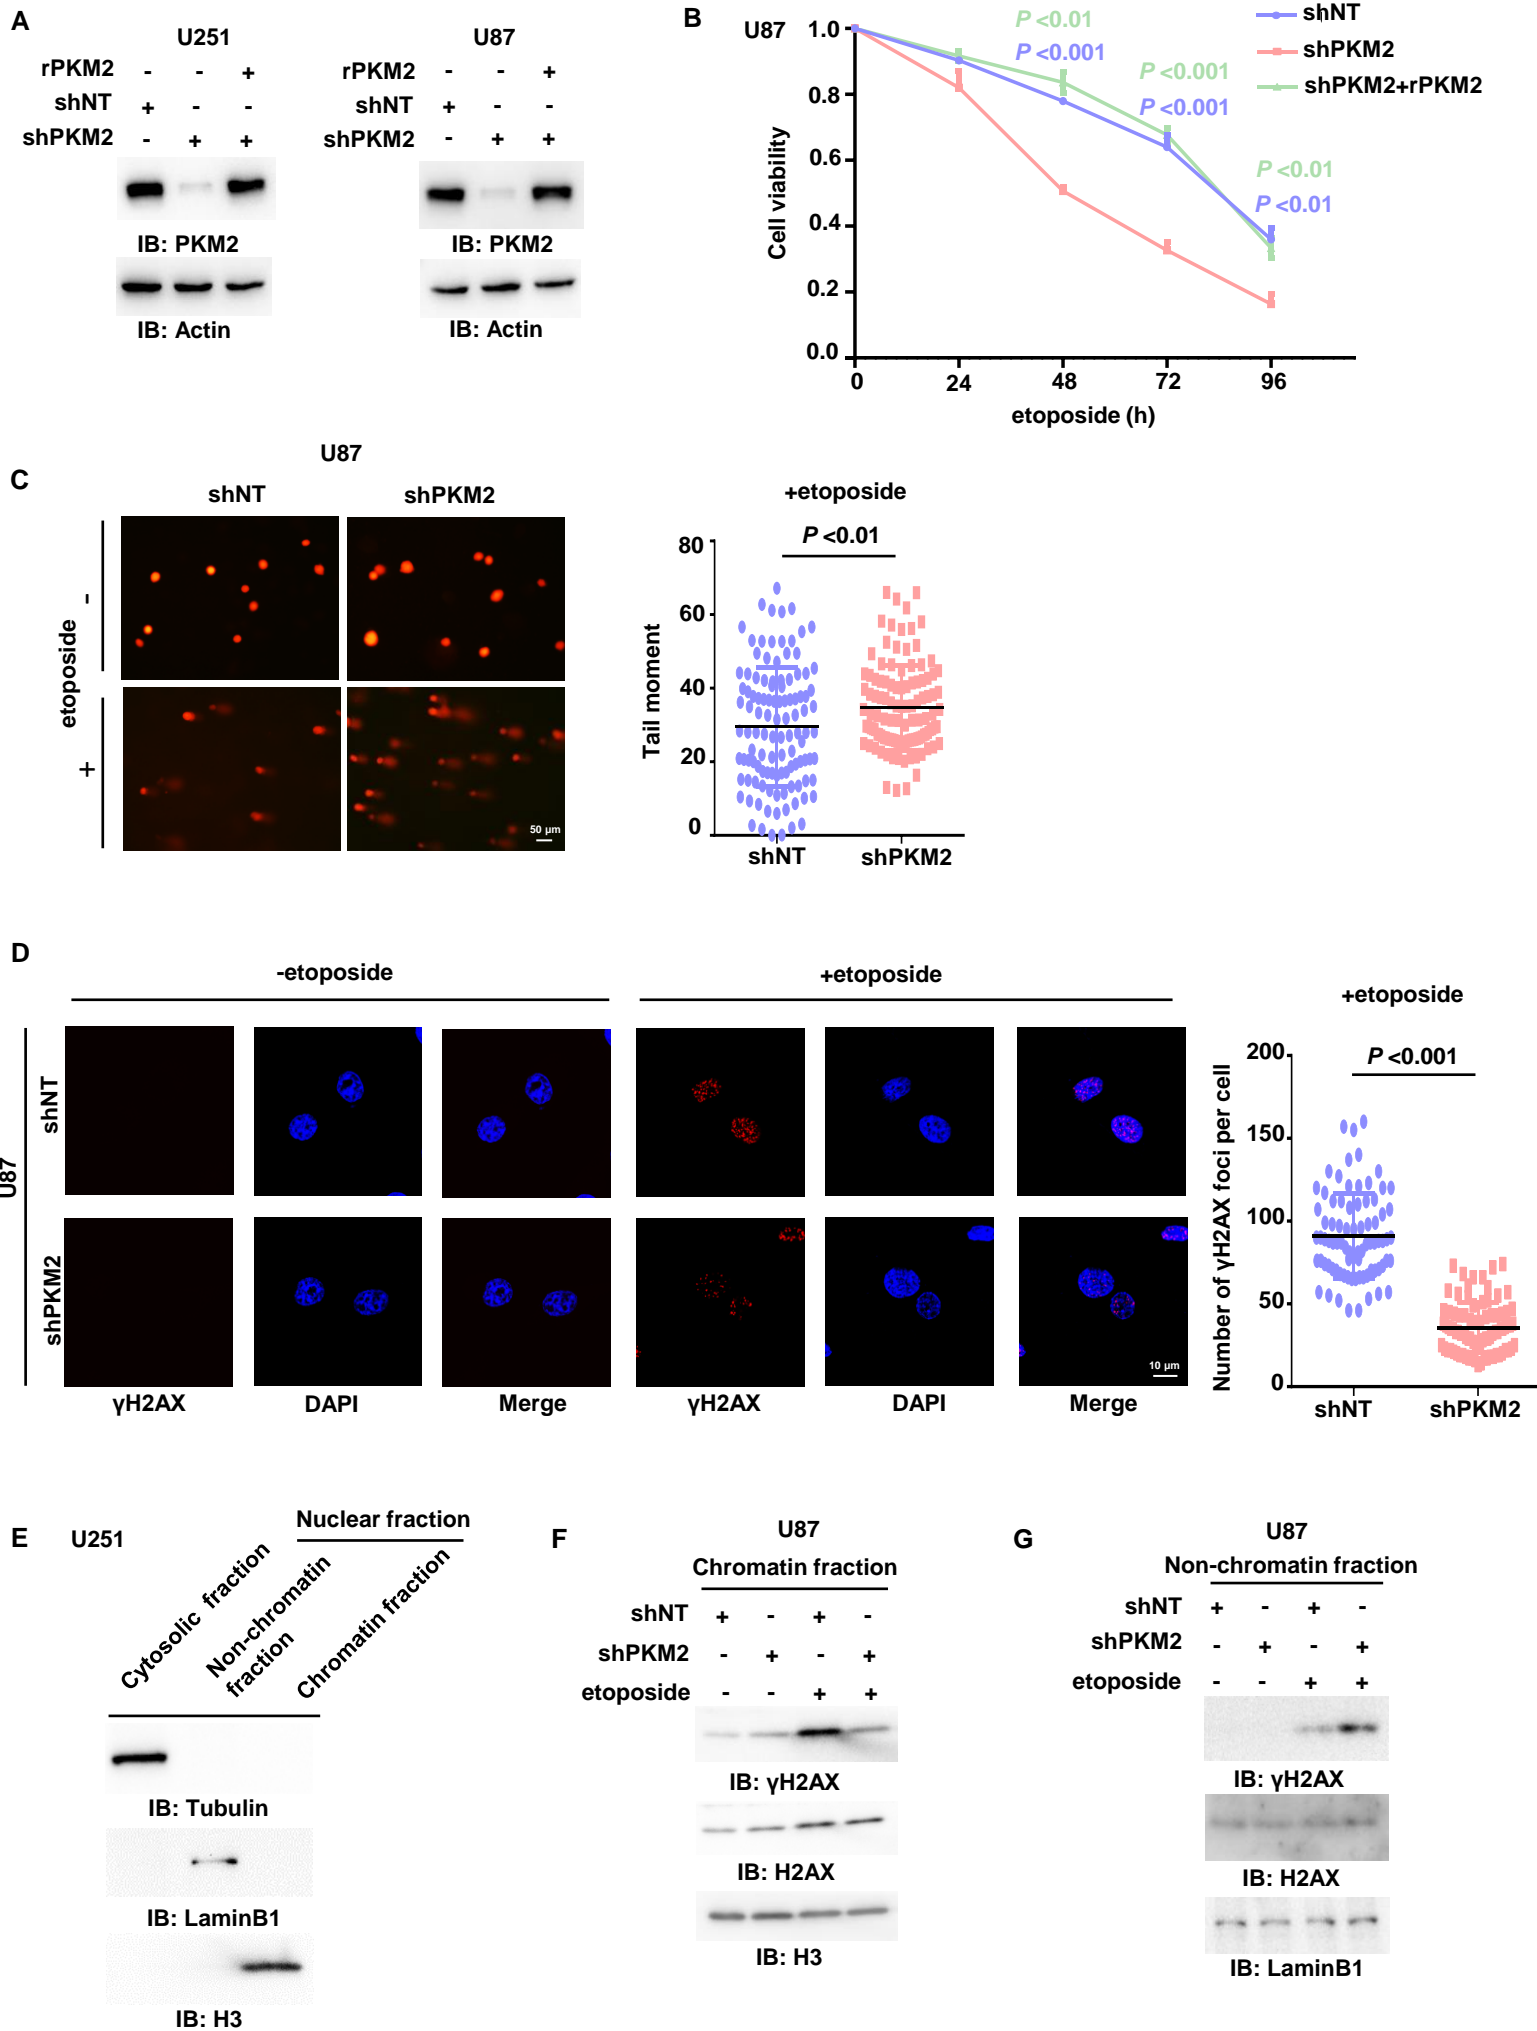 A
U251
rPKM2 - - +
shNT + - -
shPKM2 - + +
IB: PKM2
IB: Actin
U87
rPKM2 - - +
shNT + - -
shPKM2 - + +
IB: PKM2
IB: Actin
B
U87
shNT
shPKM2
shPKM2+rPKM2
P <0.01
P <0.001
P <0.001
P <0.001
P <0.01
P <0.01
Cell viability
1.0
0.8
0.6
0.4
0.2
0.0
0 24 48 72 96
etoposide (h)
C
U87
shNT shPKM2
etoposide
-
+
50 µm
+etoposide
P <0.01
Tail moment
80
60
40
20
0
shNT shPKM2
D
-etoposide +etoposide
U87
shNT
shPKM2
10 µm
γH2AX DAPI Merge γH2AX DAPI Merge
+etoposide
P <0.001
Number of γH2AX foci per cell
200
150
100
50
0
shNT shPKM2
E
U251
Nuclear fraction
Cytosolic fraction
Non-chromatin
fraction
Chromatin fraction
IB: Tubulin
IB: LaminB1
IB: H3
F
U87
Chromatin fraction
shNT + - + -
shPKM2 - + - +
etoposide - - + +
IB: γH2AX
IB: H2AX
IB: H3
G
U87
Non-chromatin fraction
shNT + - + -
shPKM2 - + - +
etoposide - - + +
IB: γH2AX
IB: H2AX
IB: LaminB1